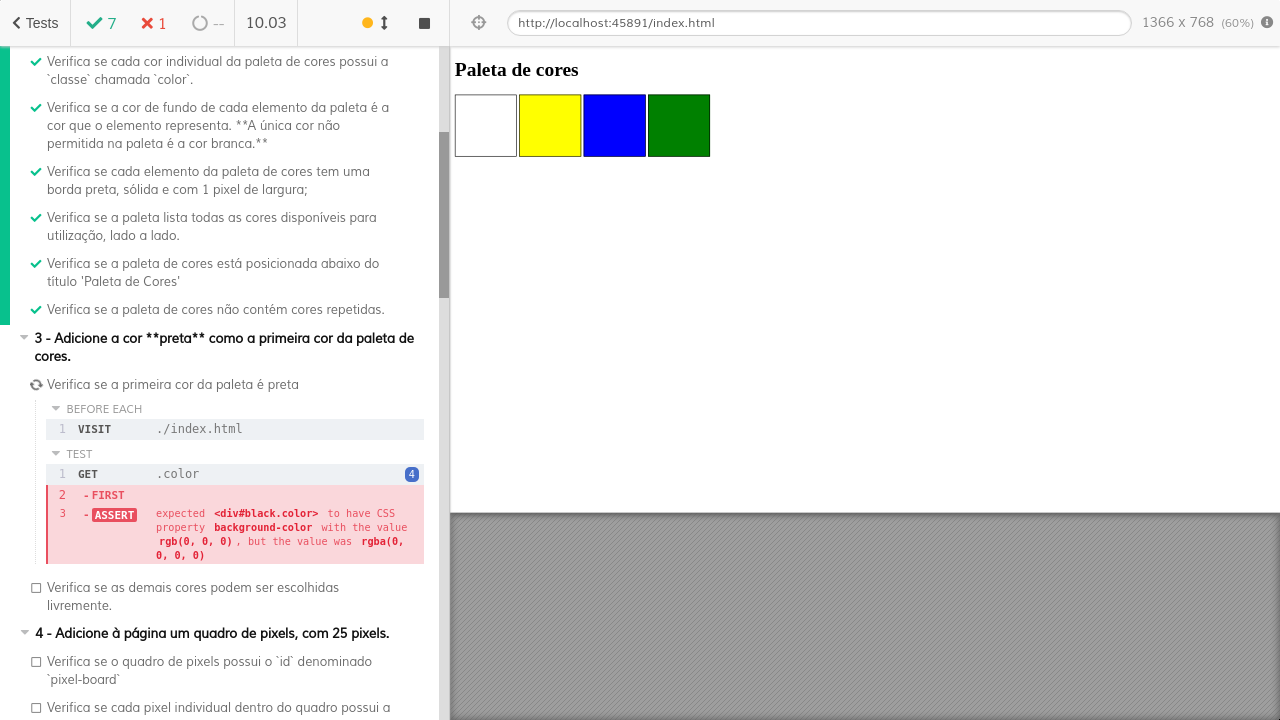 Tests
7
1
--
10.03
http://localhost:45891/index.html
1366 x 768 (60%)
Verifica se cada cor individual da paleta de cores possui a
`classe` chamada `color`.
Verifica se a cor de fundo de cada elemento da paleta é a
cor que o elemento representa. **A única cor não
permitida na paleta é a cor branca.**
Verifica se cada elemento da paleta de cores tem uma
borda preta, sólida e com 1 pixel de largura;
Verifica se a paleta lista todas as cores disponíveis para
utilização, lado a lado.
Verifica se a paleta de cores está posicionada abaixo do
título 'Paleta de Cores'
Verifica se a paleta de cores não contém cores repetidas.
3 - Adicione a cor **preta** como a primeira cor da paleta de
cores.
Verifica se a primeira cor da paleta é preta
BEFORE EACH
1 VISIT ./index.html
TEST
1 GET .color 4
2 - FIRST
3 - ASSERT expected <div#black.color> to have CSS
property background-color with the value
rgb(0, 0, 0) , but the value was rgba(0,
0, 0, 0)
Verifica se as demais cores podem ser escolhidas
livremente.
4 - Adicione à página um quadro de pixels, com 25 pixels.
Verifica se o quadro de pixels possui o `id` denominado
`pixel-board`
Verifica se cada pixel individual dentro do quadro possui a
Paleta de cores